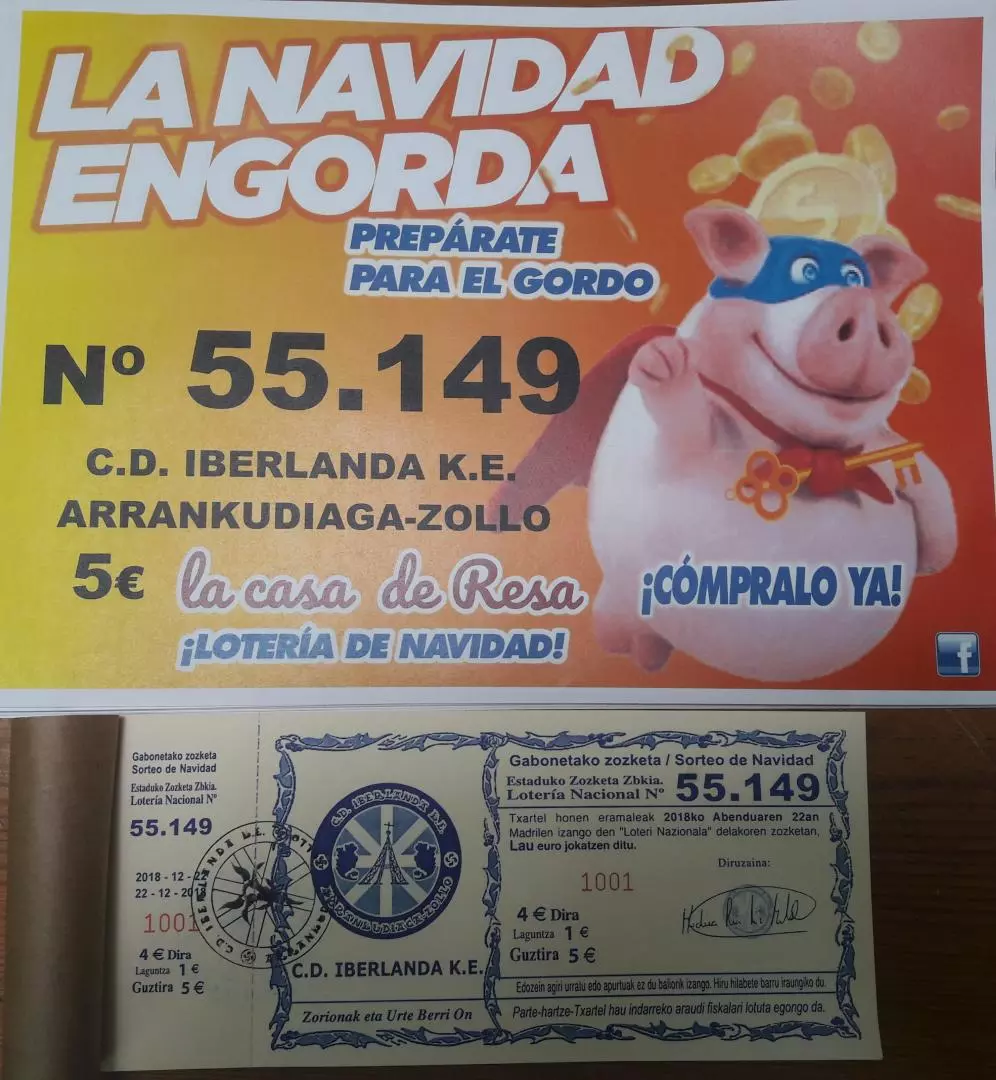 LA NAVIDAD
ENGORDA
PREPÁRATE
PARA EL GORDO
Nº 55.149
C.D. IBERLANDA K.E.
ARRANKUDIAGA-ZOLLO
5€ la casa de Resa
¡CÓMPRALO YA!
¡LOTERÍA DE NAVIDAD!
f
Gabonetako zozketa
Sorteo de Navidad
Estaduko Zozketa Zbkia.
Lotería Nacional Nº
55.149
2018 - 12 - 22
22 - 12 - 2018
1001
4 € Dira
Laguntza 1 €
Guztira 5 €
C.D. IBERLANDA
C.D. IBERLANDA K.E.
Zorionak eta Urte Berri On
Gabonetako zozketa / Sorteo de Navidad
Estaduko Zozketa Zbkia.
Lotería Nacional Nº 55.149
Txartel honen eramaleak 2018ko Abenduaren 22an
Madrilen izango den "Loteri Nazionala" delakoren zozketan,
Lau euro jokatzen ditu.
Diruzaina:
1001
4 € Dira
Laguntza 1 €
Guztira 5 €
Edozein agiri urralu edo apurtuak ez du baliorik izango. Hiru hilabete barru iraungiko du.
Parte-hartze-Txartel hau indarreko araudi fiskalari lotuta egongo da.